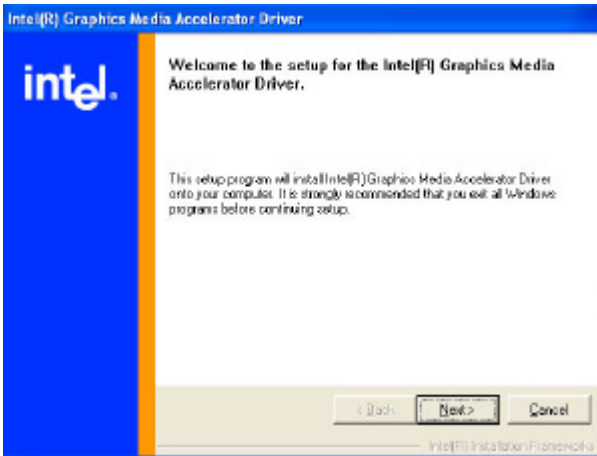 Intel(R) Graphics Media Accelerator Driver
intel.
Welcome to the setup for the Intel(R) Graphics Media
Accelerator Driver.
This setup program will install Intel(R) Graphics Media Accelerator Driver
onto your computer. It is strongly recommended that you exit all Windows
programs before continuing setup.
< Back
Next >
Cancel
Intel(R) Installation Frameworks